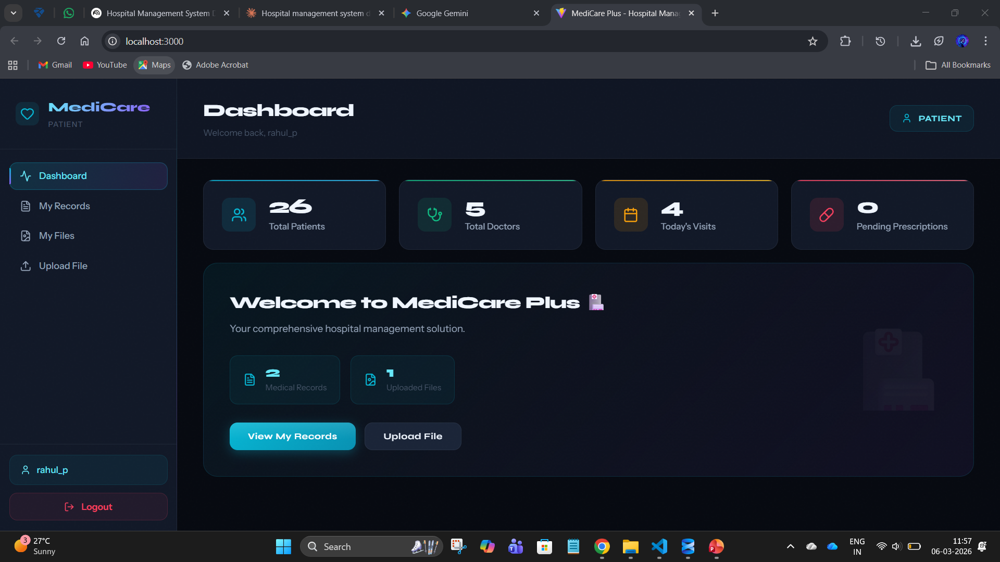 Hospital Management System D
Hospital management system d
Google Gemini
MediCare Plus - Hospital Mana
localhost:3000
Gmail
YouTube
Maps
Adobe Acrobat
All Bookmarks
MediCare
PATIENT
Dashboard
My Records
My Files
Upload File
rahul_p
Logout
Dashboard
Welcome back, rahul_p
PATIENT
26
Total Patients
5
Total Doctors
4
Today's Visits
0
Pending Prescriptions
Welcome to MediCare Plus
Your comprehensive hospital management solution.
2
Medical Records
1
Uploaded Files
View My Records
Upload File
3
27°C
Sunny
Search
ENG
IN
11:57
06-03-2026